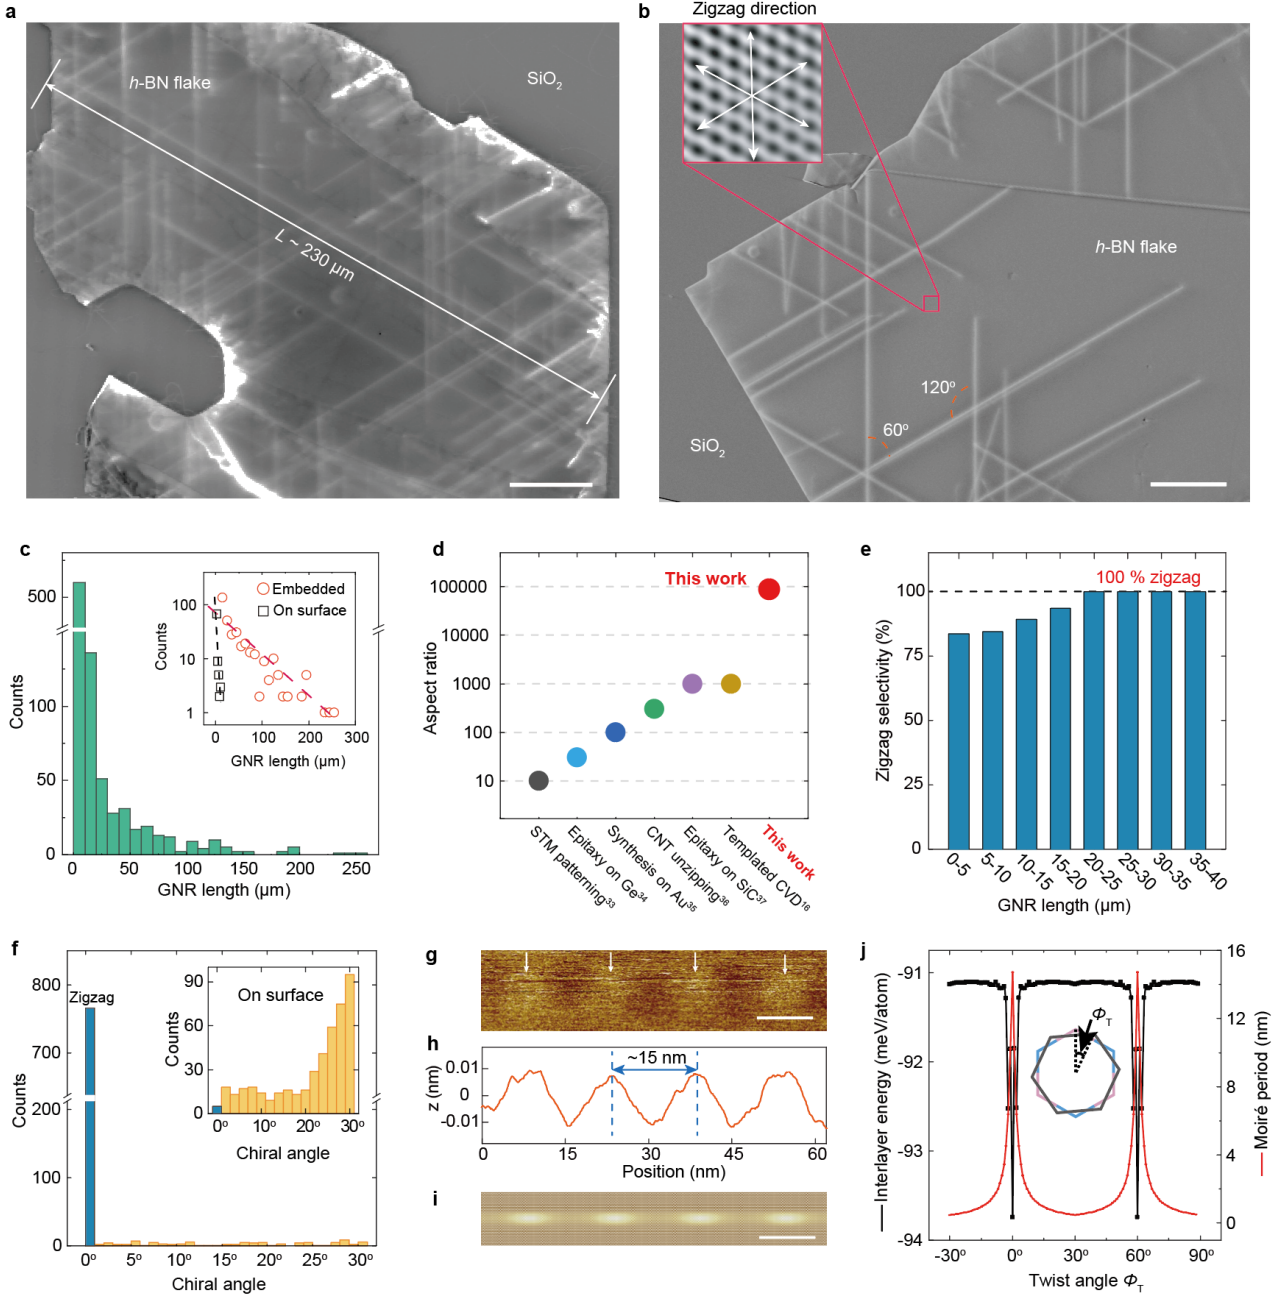 a
h-BN flake
SiO₂
L ~ 230 µm
b
Zigzag direction
h-BN flake
120°
60°
SiO₂
c
Counts
500
100
50
0
0 50 100 150 200
GNR length (µm)
Embedded
On surface
Counts
100
10
1
0 100 200 300
GNR length (µm)
d
Aspect ratio
100000
10000
1000
100
10
This work
STM patterning³³
Epitaxy on Ge³⁴
Synthesis on Au³⁵
CNT unzipping³⁶
Epitaxy on SiC³⁷
Templated CVD¹⁶
This work
e
Zigzag selectivity (%)
100
75
50
25
0
100 % zigzag
0-5
5-10
10-15
15-20
20-25
25-30
30-35
35-40
GNR length (µm)
f
Counts
800
700
200
100
0
Zigzag
0° 5° 10° 15° 20° 25° 30°
Chiral angle
On surface
Counts
90
60
30
0
0° 10° 20° 30°
Chiral angle
g
h
z (nm)
0.01
0
-0.01
~15 nm
0 15 30 45 60
Position (nm)
i
j
Interlayer energy (meV/atom)
-91
-92
-93
-94
Φ_T
16
12
8
4
0
Moiré period (nm)
-30° 0° 30° 60° 90°
Twist angle Φ_T